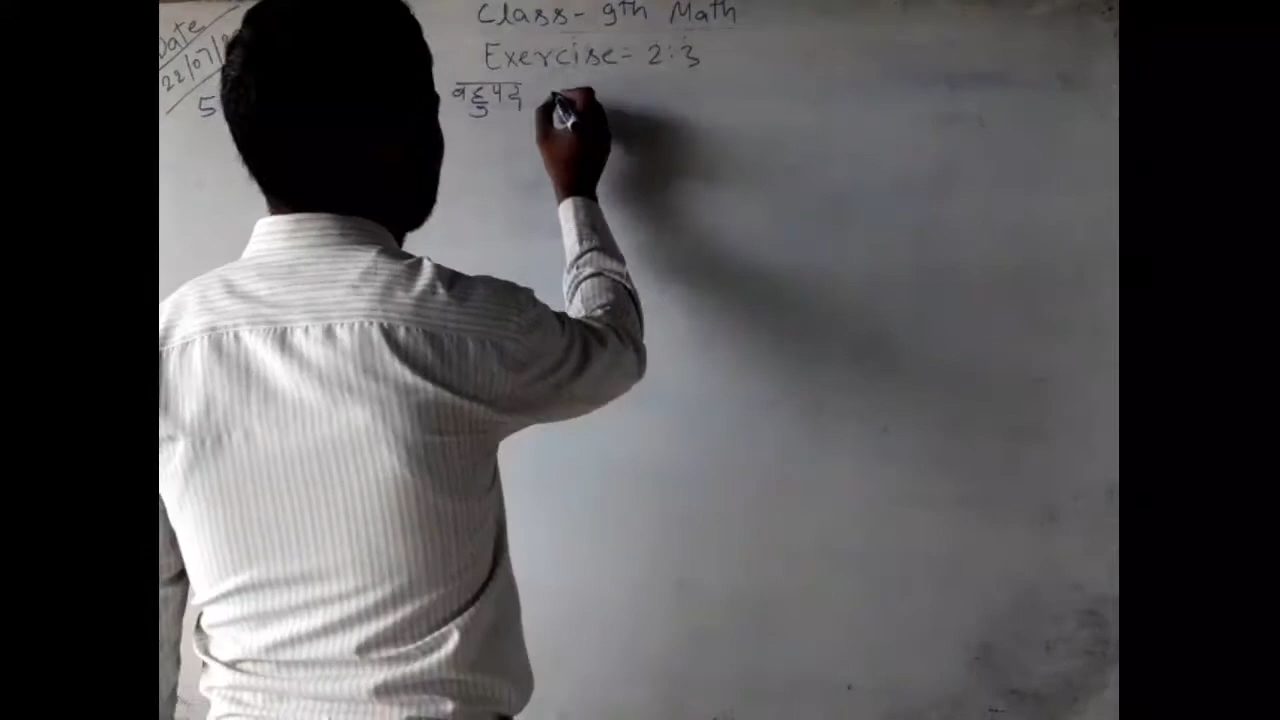 Class- 9th Math
Exercise = 2.3
Date
22/07/
बहुपद
5